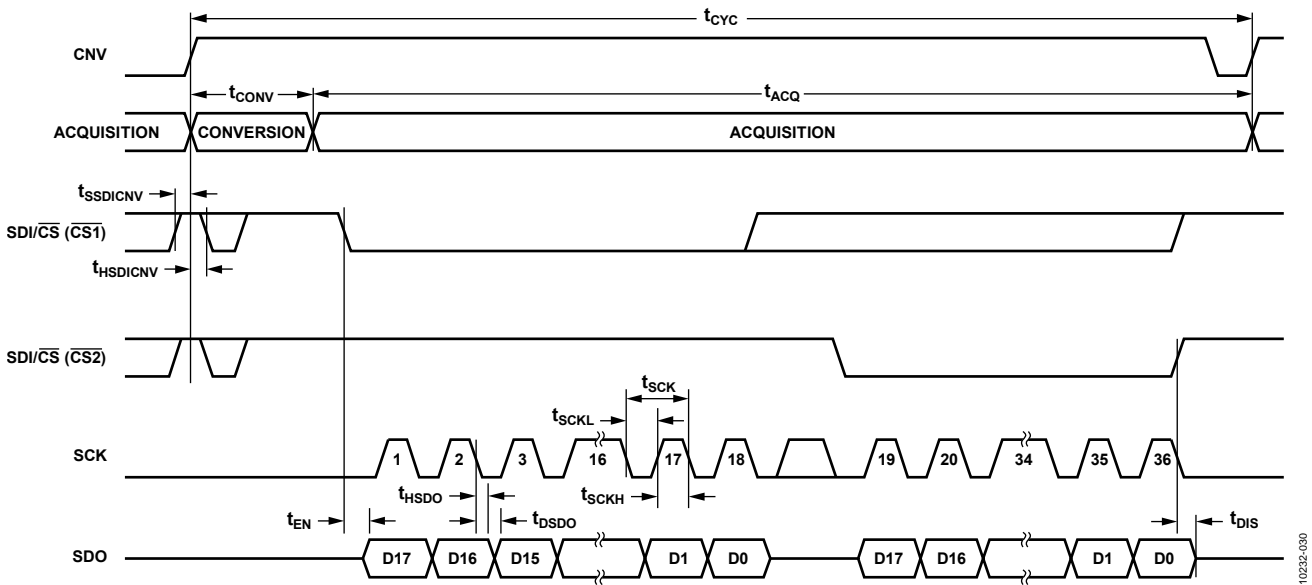 tCYC
CNV
tCONV
tACQ
ACQUISITION CONVERSION ACQUISITION
tSSDICNV
SDI/CS (CS1)
tHSDICNV
SDI/CS (CS2)
tSCK
tSCKL
SCK 1 2 3 16 17 18 19 20 34 35 36
tHSDO
tSCKH
tEN
tDSDO
tDIS
SDO D17 D16 D15 D1 D0 D17 D16 D1 D0
10232-030